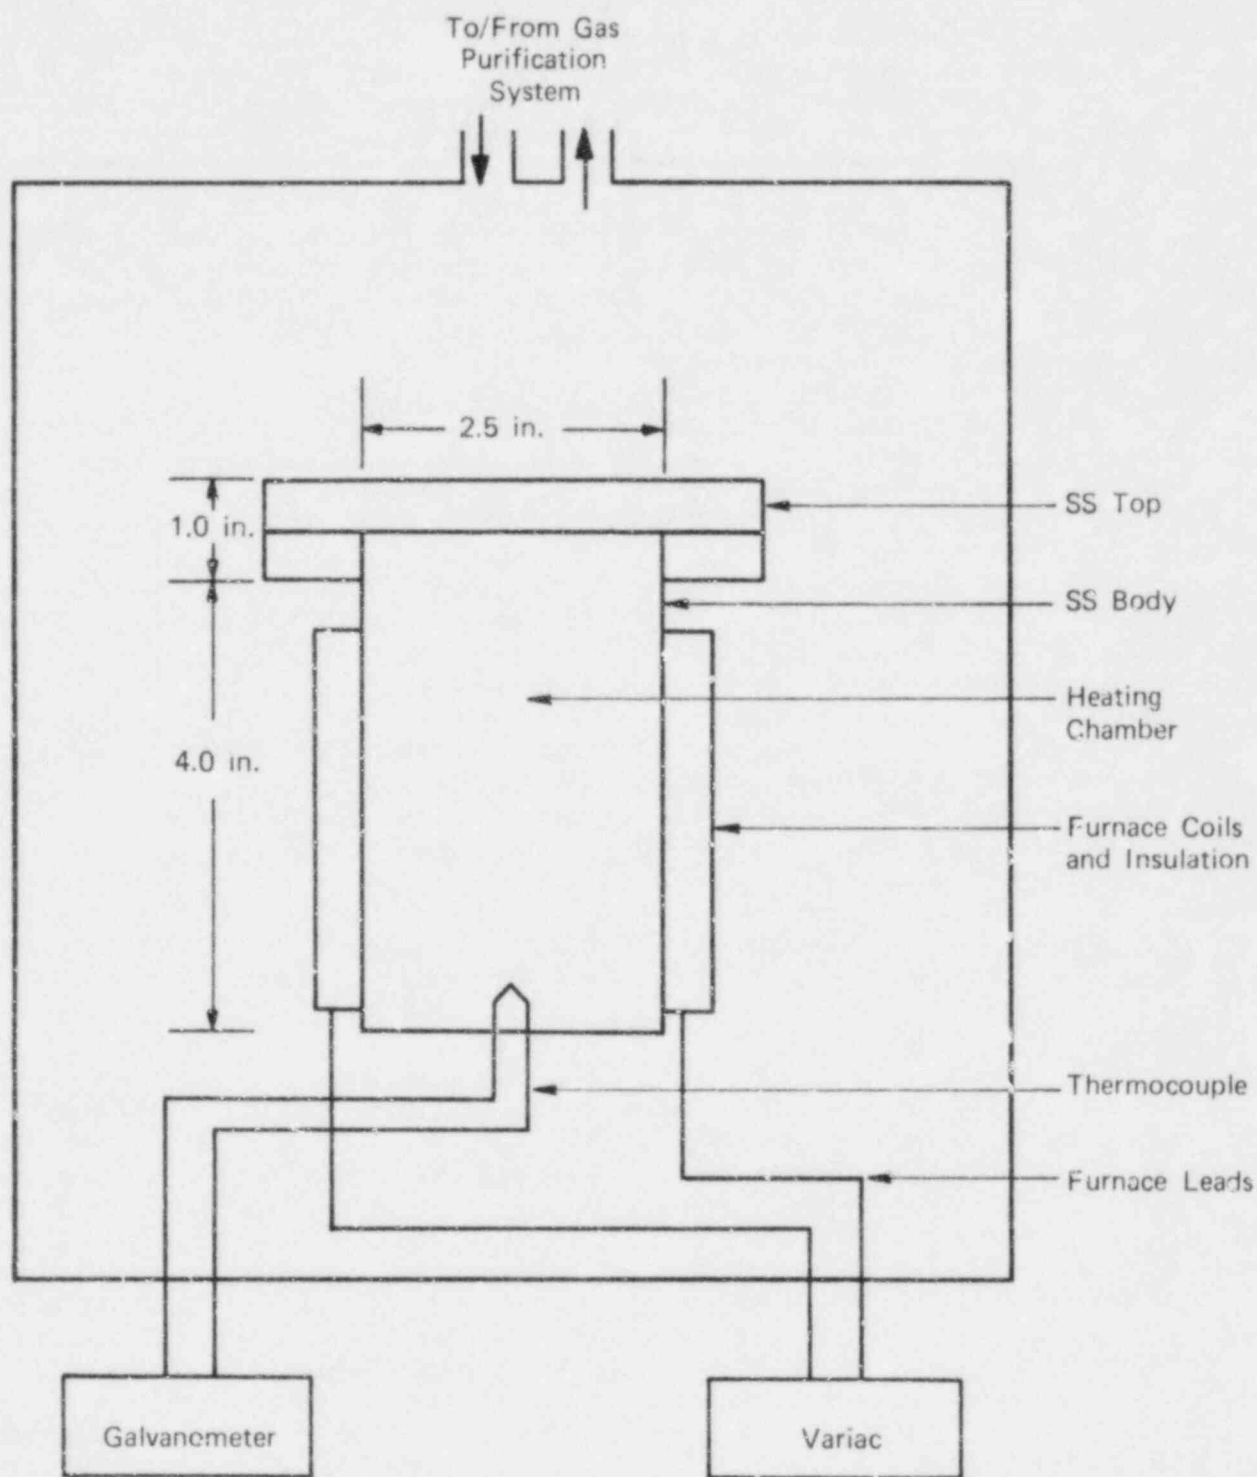 To/From Gas
Purification
System
2.5 in.
1.0 in.
SS Top
SS Body
Heating
Chamber
4.0 in.
Furnace Coils
and Insulation
Thermocouple
Furnace Leads
Galvanometer
Variac